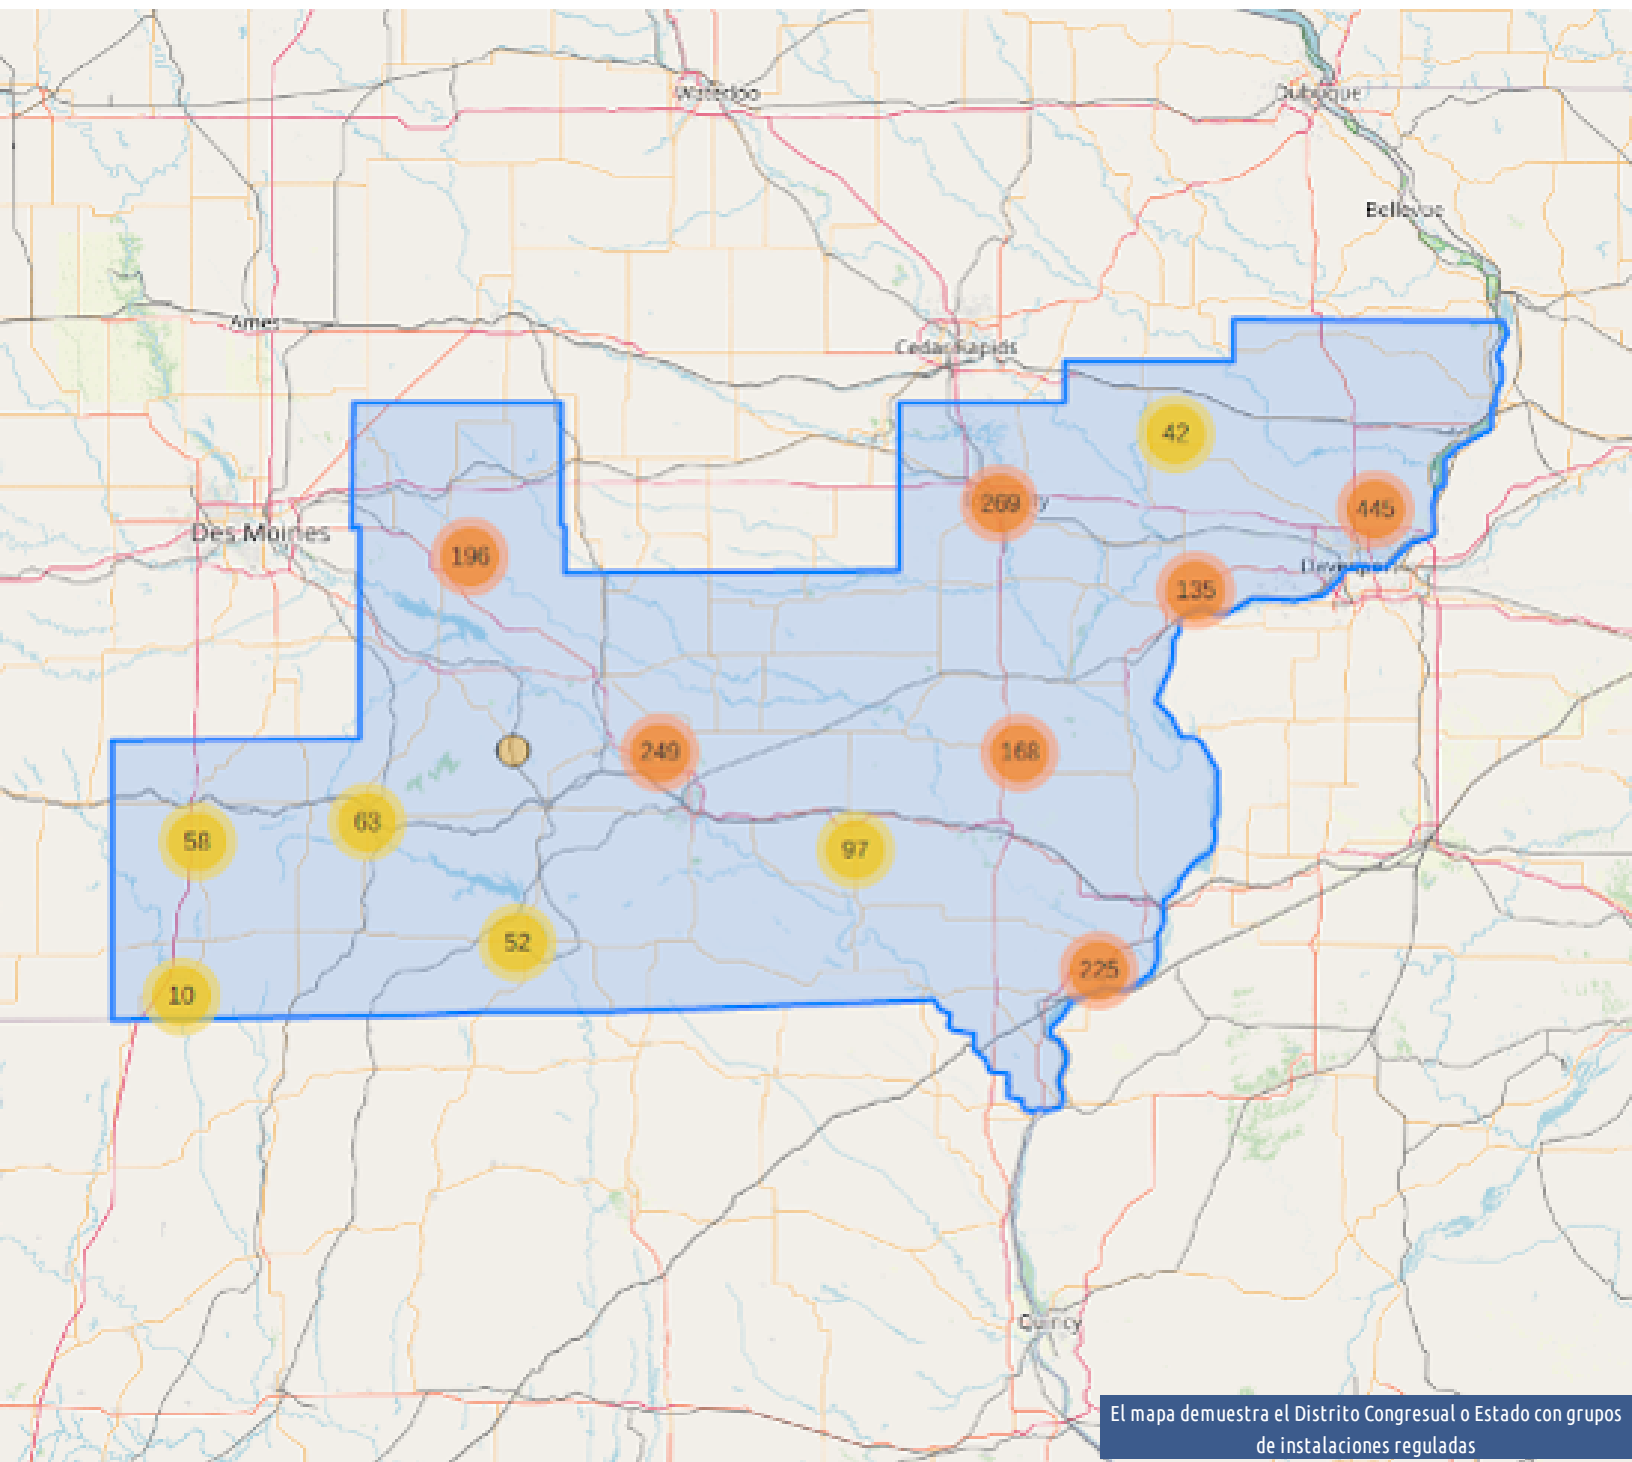 Waterloo
Dubuque
Bellevue
Ames
Cedar Rapids
42
269
445
Des Moines
196
135
Davenport
249
168
63
58
97
52
225
10
Quincy
El mapa demuestra el Distrito Congresual o Estado con grupos
de instalaciones reguladas